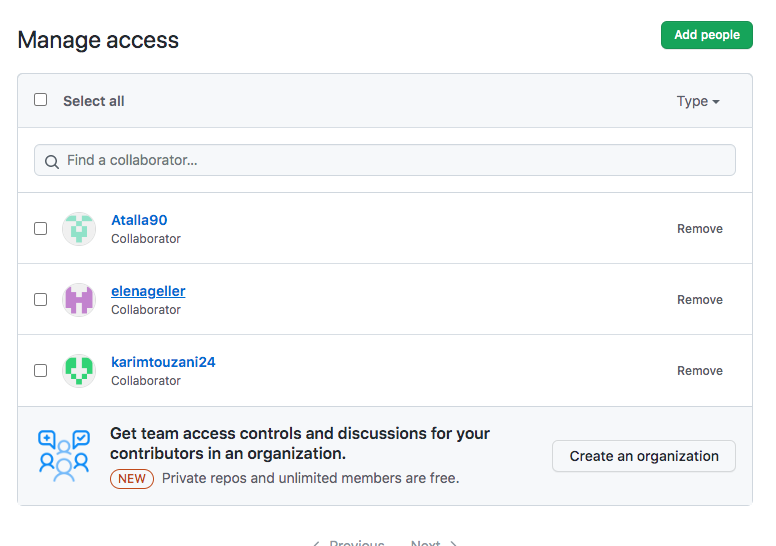 Manage access
Add people
Select all
Type
Find a collaborator...
Atalla90
Collaborator
Remove
elenageller
Collaborator
Remove
karimtouzani24
Collaborator
Remove
Get team access controls and discussions for your
contributors in an organization.
NEW Private repos and unlimited members are free.
Create an organization
Previous Next